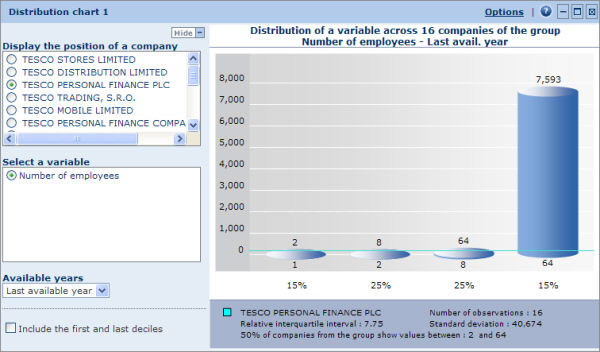 Distribution chart 1
Options | ?
Hide
Display the position of a company
TESCO STORES LIMITED
TESCO DISTRIBUTION LIMITED
TESCO PERSONAL FINANCE PLC
TESCO TRADING, S.R.O.
TESCO MOBILE LIMITED
TESCO PERSONAL FINANCE COMPA
Select a variable
Number of employees
Available years
Last available year
Include the first and last deciles
Distribution of a variable across 16 companies of the group
Number of employees - Last avail. year
8,000
7,000
6,000
5,000
4,000
3,000
2,000
1,000
0
2 8 64 7,593
1 2 8 64
15% 25% 25% 15%
TESCO PERSONAL FINANCE PLC Number of observations : 16
Relative interquartile interval : 7.75 Standard deviation : 40.674
50% of companies from the group show values between : 2 and 64